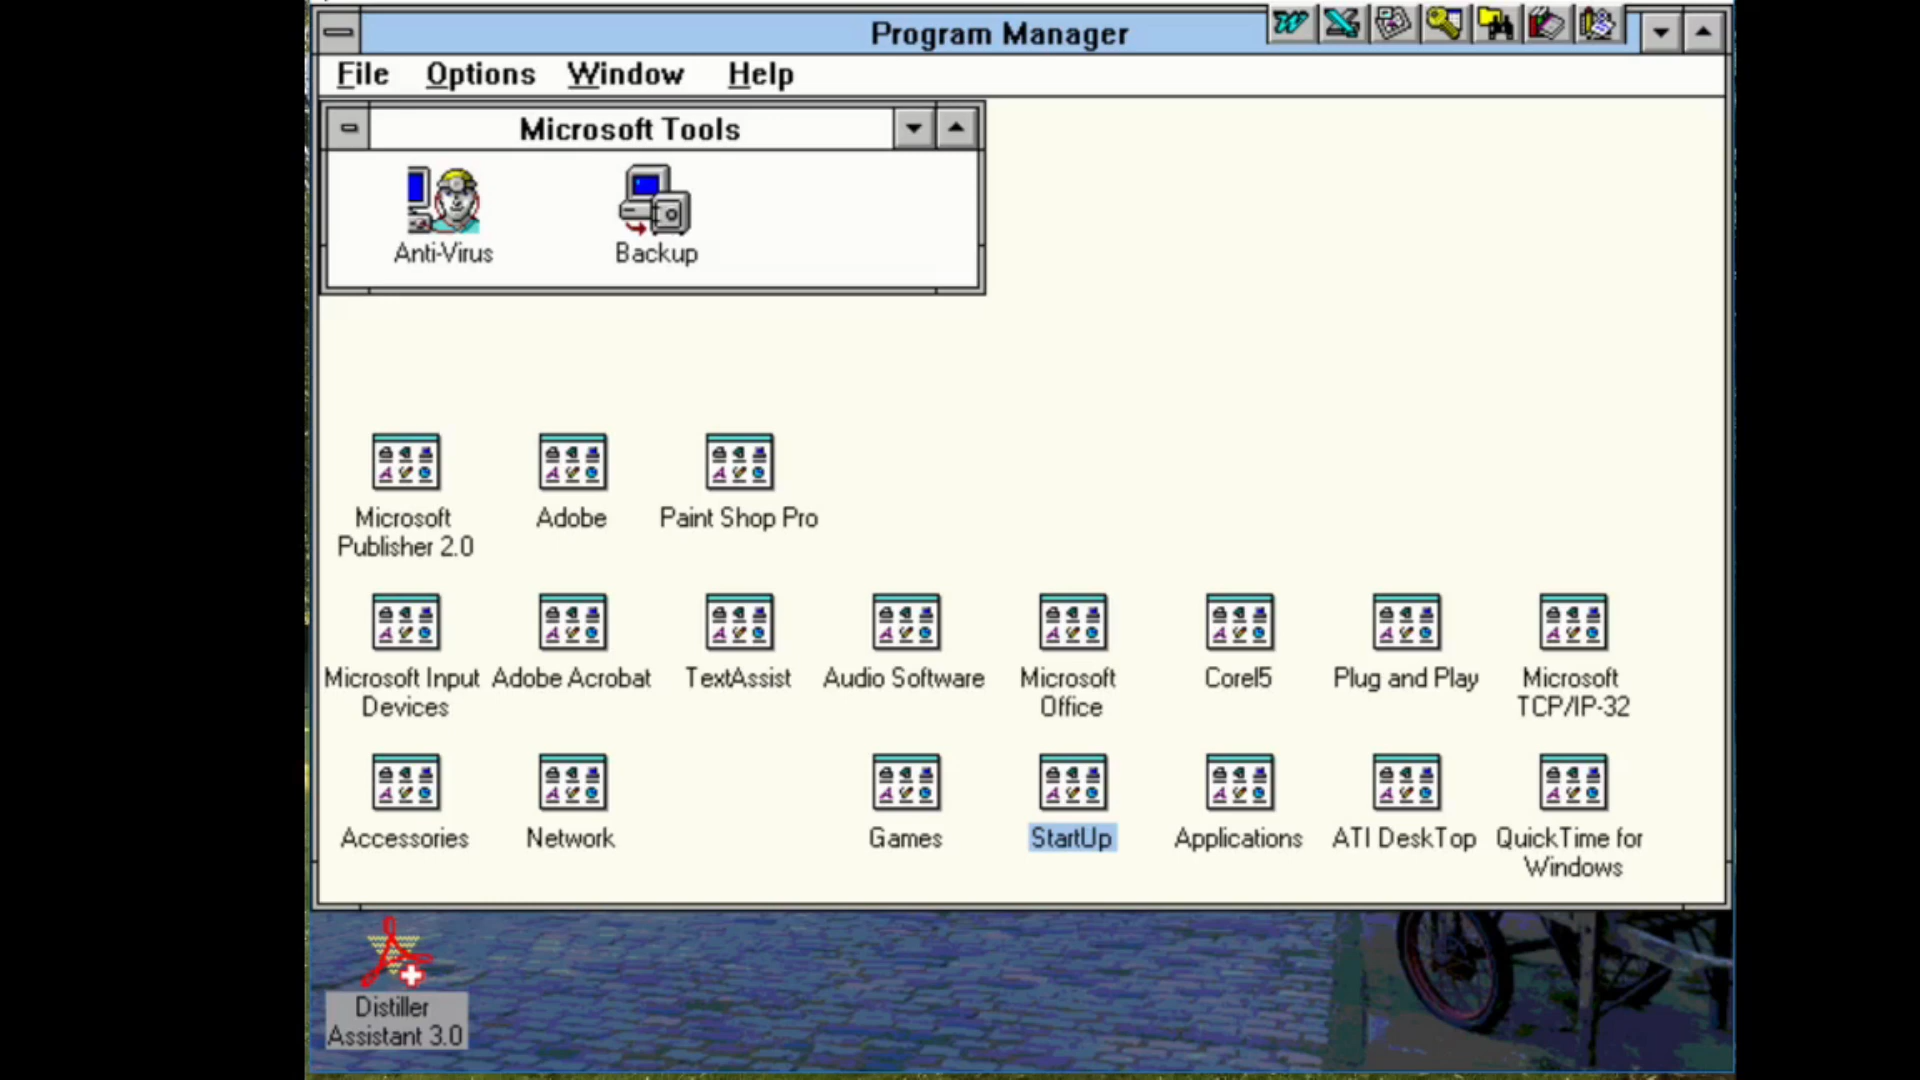 Program Manager
File Options Window Help
Microsoft Tools
Anti-Virus Backup
Microsoft Publisher 2.0
Adobe
Paint Shop Pro
Microsoft Input Devices
Adobe Acrobat
TextAssist
Audio Software
Microsoft Office
Corel5
Plug and Play
Microsoft TCP/IP-32
Accessories
Network
Games
StartUp
Applications
ATI DeskTop
QuickTime for Windows
Distiller
Assistant 3.0